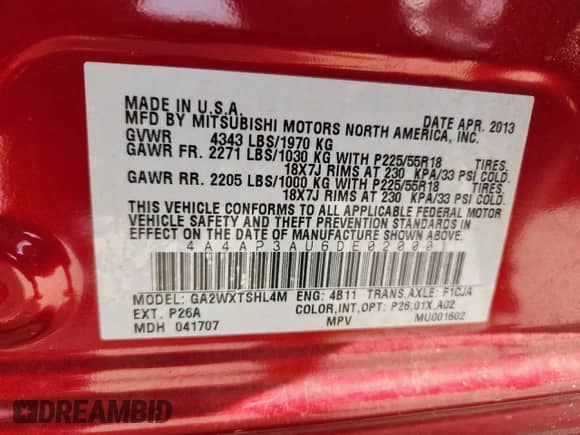 MADE IN U.S.A. DATE APR. 2013
MFD BY MITSUBISHI MOTORS NORTH AMERICA, INC.
GVWR 4343 LBS/1970 KG
GAWR FR. 2271 LBS/1030 KG WITH P225/55R18 TIRES.
18X7J RIMS AT 230 KPA/33 PSI COLD.
GAWR RR. 2205 LBS/1000 KG WITH P225/55R18 TIRES.
18X7J RIMS AT 230 KPA/33 PSI COLD.
THIS VEHICLE CONFORMS TO ALL APPLICABLE FEDERAL MOTOR
VEHICLE SAFETY AND THEFT PREVENTION STANDARDS IN
EFFECT ON THE DATE OF MANUFACTURE SHOWN ABOVE.
MODEL: GA2WXTSHL4M ENG: 4B11 TRANS,AXLE: F1CJA
EXT. P26A COLOR,INT,OPT: P26,01X,A02
MDH 041707 MPV MU001602
DREAMBID